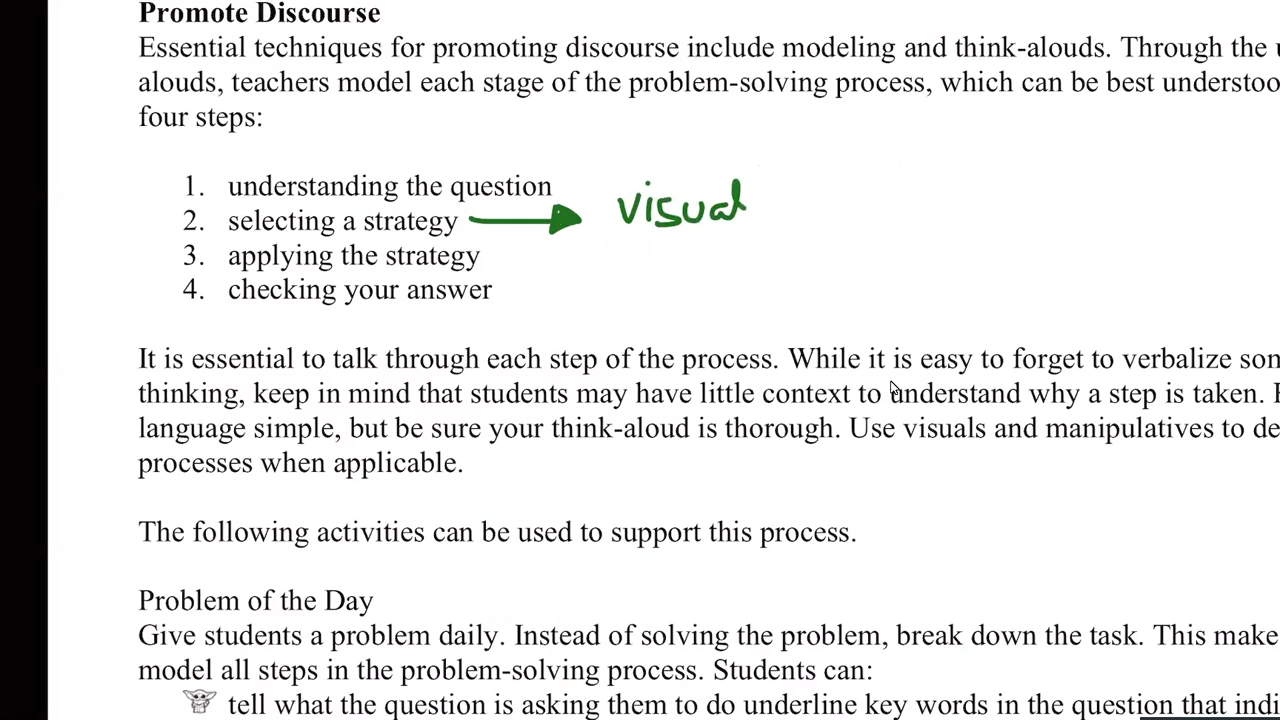 Promote Discourse
Essential techniques for promoting discourse include modeling and think-alouds. Through the
alouds, teachers model each stage of the problem-solving process, which can be best
four steps:
1. understanding the question
2. selecting a strategy → visual
3. applying the strategy
4. checking your answer
It is essential to talk through each step of the process. While it is easy to forget to verbalize
thinking, keep in mind that students may have little context to understand why a step is taken.
language simple, but be sure your think-aloud is thorough. Use visuals and manipulatives to
processes when applicable.
The following activities can be used to support this process.
Problem of the Day
Give students a problem daily. Instead of solving the problem, break down the task. This make
model all steps in the problem-solving process. Students can:
tell what the question is asking them to do underline key words in the question that